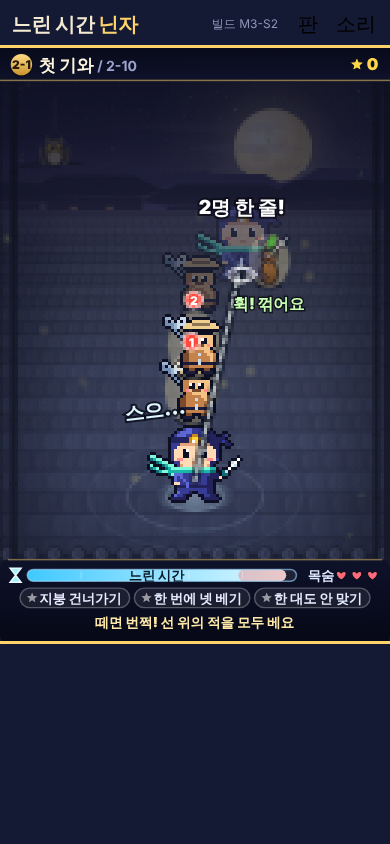 느린 시간 닌자 빌드 M3-S2 판 소리
2-1 첫 기와 / 2-10 ★ 0
2명 한 줄!
2
휙! 꺾어요
1
스으...
느린 시간 목숨
★ 지붕 건너가기 ★ 한 번에 넷 베기 ★ 한 대도 안 맞기
떼면 번쩍! 선 위의 적을 모두 베요